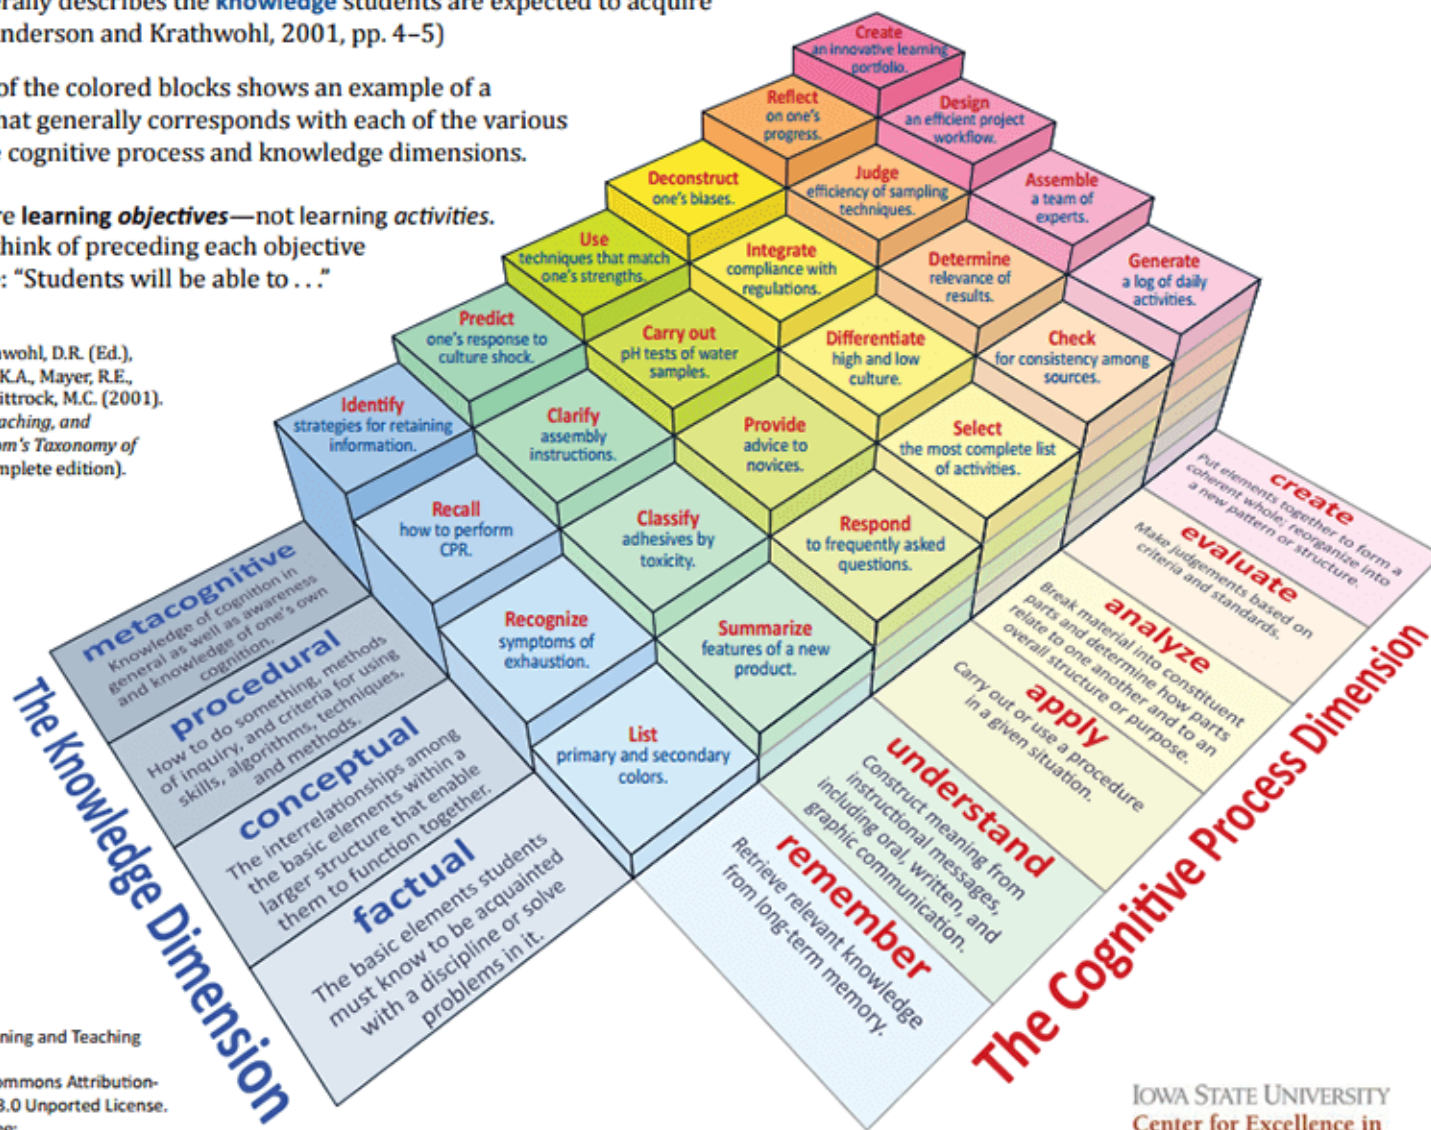 erally describes the knowledge students are expected to acquire
nderson and Krathwohl, 2001, pp. 4–5)
of the colored blocks shows an example of a
hat generally corresponds with each of the various
e cognitive process and knowledge dimensions.
re learning objectives—not learning activities.
think of preceding each objective
e: “Students will be able to . . .”
wohl, D.R. (Ed.),
K.A., Mayer, R.E.,
ittrock, M.C. (2001).
aching, and
om's Taxonomy of
mplete edition).
Create
an innovative learning
portfolio.
Reflect
on one's
progress.
Design
an efficient project
workflow.
Deconstruct
one's biases.
Judge
efficiency of sampling
techniques.
Assemble
a team of
experts.
Use
techniques that match
one's strengths.
Integrate
compliance with
regulations.
Determine
relevance of
results.
Generate
a log of daily
activities.
Predict
one's response to
culture shock.
Carry out
pH tests of water
samples.
Differentiate
high and low
culture.
Check
for consistency among
sources.
Identify
strategies for retaining
information.
Clarify
assembly
instructions.
Provide
advice to
novices.
Select
the most complete list
of activities.
Recall
how to perform
CPR.
Classify
adhesives by
toxicity.
Respond
to frequently asked
questions.
Recognize
symptoms of
exhaustion.
Summarize
features of a new
product.
List
primary and secondary
colors.
metacognitive
Knowledge of cognition in
general as well as awareness
and knowledge of one's own
cognition.
procedural
How to do something, methods
of inquiry, and criteria for using
skills, algorithms, techniques,
and methods.
conceptual
The interrelationships among
the basic elements within a
larger structure that enable
them to function together.
factual
The basic elements students
must know to be acquainted
with a discipline or solve
problems in it.
The Knowledge Dimension
create
Put elements together to form a
coherent whole; reorganize into
a new pattern or structure.
evaluate
Make judgements based on
criteria and standards.
analyze
Break material into constituent
parts and determine how parts
relate to one another and to an
overall structure or purpose.
apply
Carry out or use a procedure
in a given situation.
understand
Construct meaning from
instructional messages,
including oral, written, and
graphic communication.
remember
Retrieve relevant knowledge
from long-term memory.
The Cognitive Process Dimension
ning and Teaching
ommons Attribution-
3.0 Unported License.
IOWA STATE UNIVERSITY
Center for Excellence in